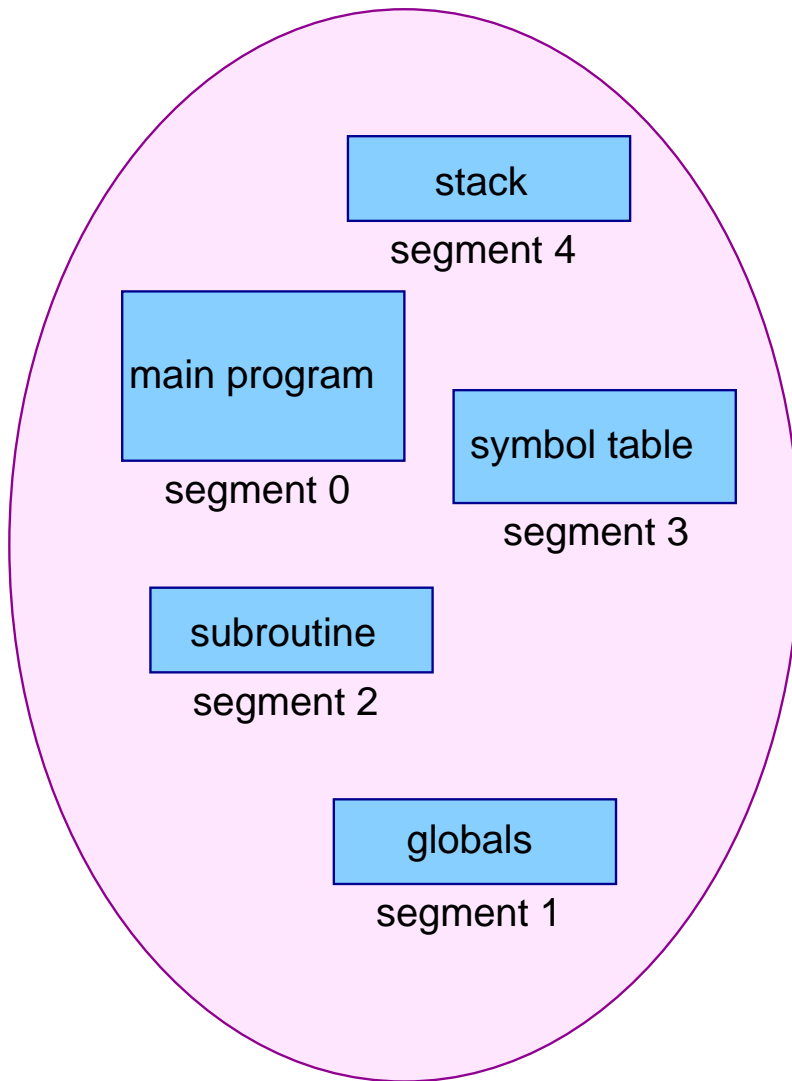 stack
segment 4
main program
segment 0
symbol table
segment 3
subroutine
segment 2
globals
segment 1